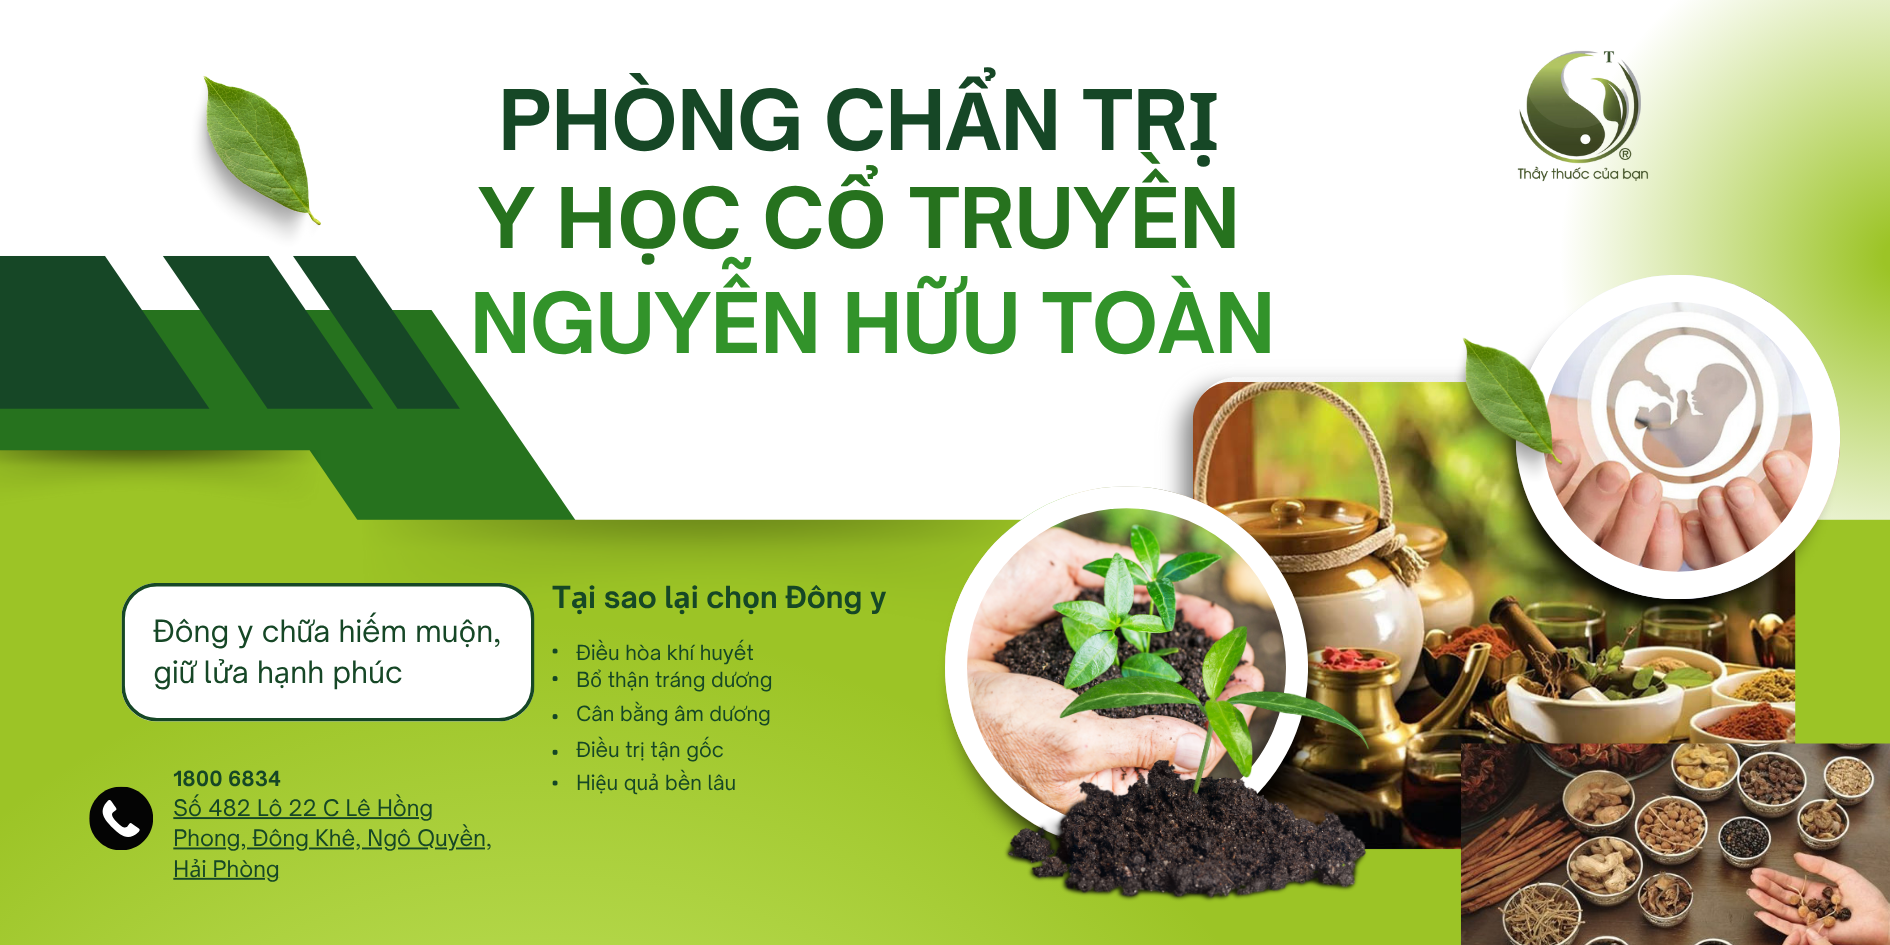 PHÒNG CHẨN TRỊ
Y HỌC CỔ TRUYỀN
NGUYỄN HỮU TOÀN
T
®
Thầy thuốc của bạn
Đông y chữa hiếm muộn,
giữ lửa hạnh phúc
Tại sao lại chọn Đông y
• Điều hòa khí huyết
• Bổ thận tráng dương
• Cân bằng âm dương
• Điều trị tận gốc
• Hiệu quả bền lâu
1800 6834
Số 482 Lô 22 C Lê Hồng
Phong, Đông Khê, Ngô Quyền,
Hải Phòng